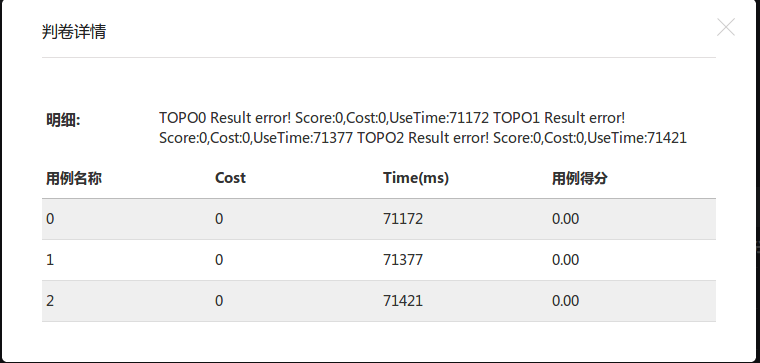 判卷详情
明细:
TOPO0 Result error! Score:0,Cost:0,UseTime:71172 TOPO1 Result error!
Score:0,Cost:0,UseTime:71377 TOPO2 Result error! Score:0,Cost:0,UseTime:71421
用例名称 Cost Time(ms) 用例得分
0 0 71172 0.00
1 0 71377 0.00
2 0 71421 0.00